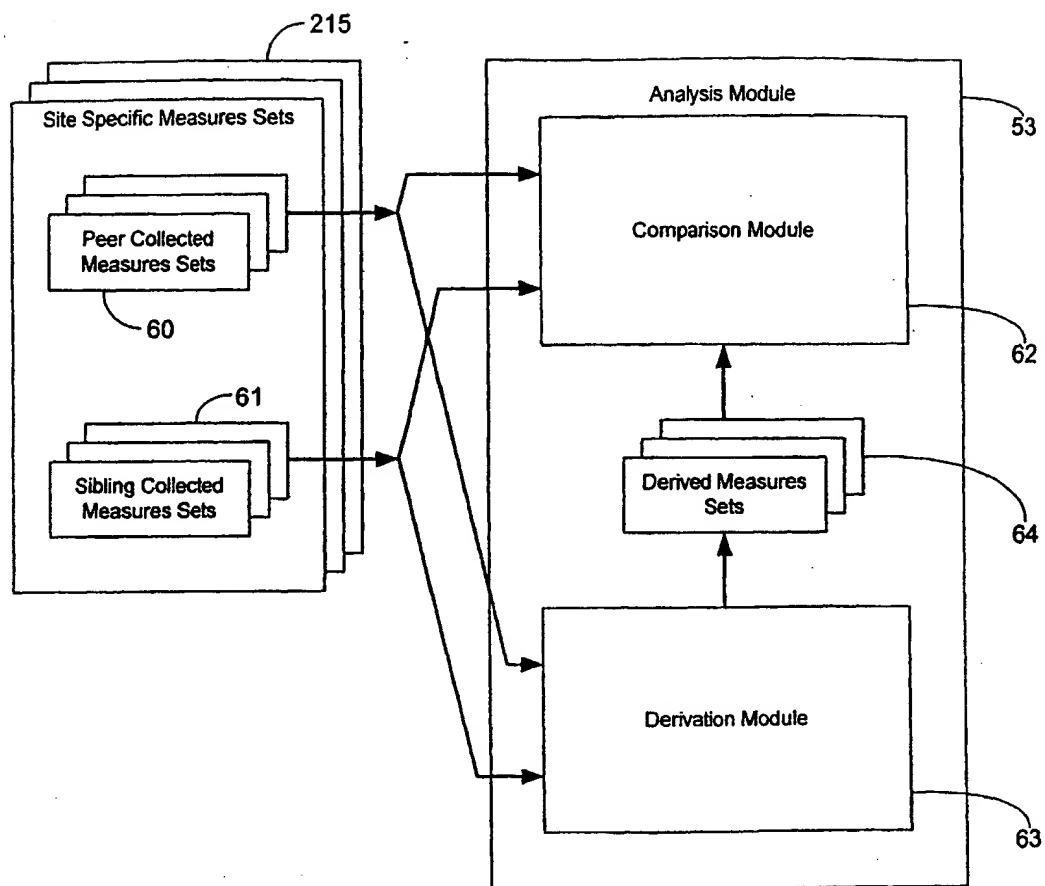 215
Site Specific Measures Sets
Peer Collected
Measures Sets
60
61
Sibling Collected
Measures Sets
Analysis Module
53
Comparison Module
62
Derived Measures
Sets
64
Derivation Module
63